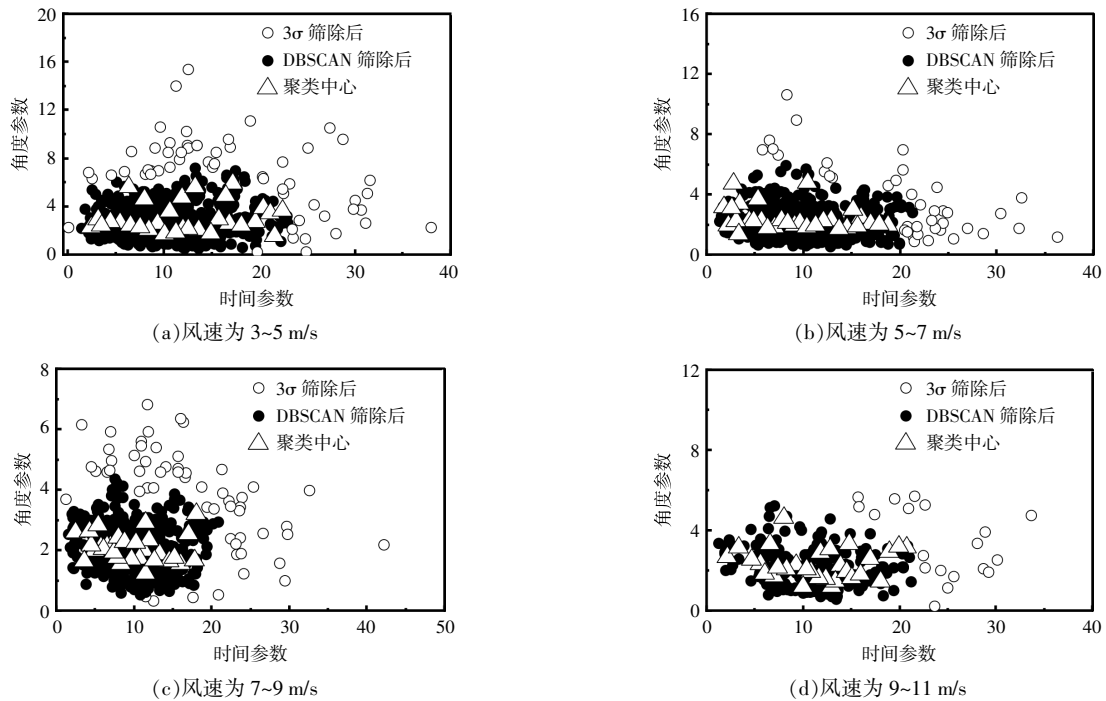 20
16
12
8
4
0
0
10
20
30
40
角度参数
时间参数
3σ 筛除后
DBSCAN 筛除后
聚类中心
(a)风速为 3~5 m/s
16
12
8
4
0
0
10
20
30
40
角度参数
时间参数
3σ 筛除后
DBSCAN 筛除后
聚类中心
(b)风速为 5~7 m/s
8
6
4
2
0
0
10
20
30
40
50
角度参数
时间参数
3σ 筛除后
DBSCAN 筛除后
聚类中心
(c)风速为 7~9 m/s
12
8
4
0
0
10
20
30
40
角度参数
时间参数
3σ 筛除后
DBSCAN 筛除后
聚类中心
(d)风速为 9~11 m/s